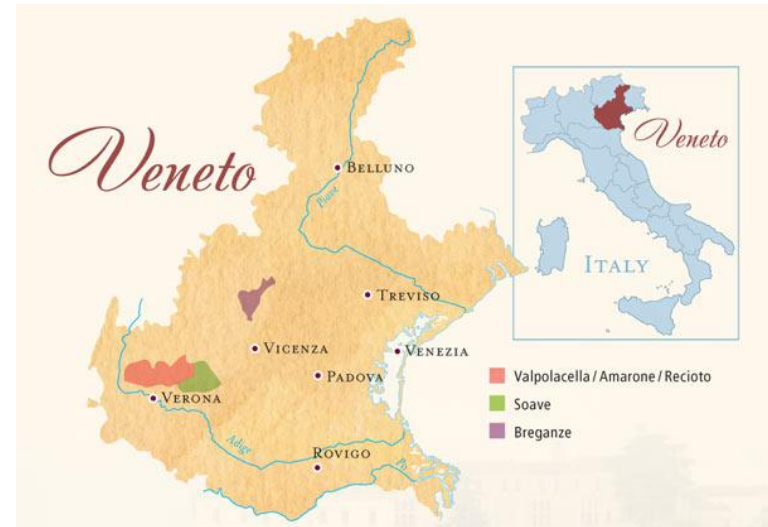 Veneto
Belluno
Piave
Treviso
Vicenza
Venezia
Padova
Verona
Adige
Rovigo
Po
Veneto
Italy
Valpolacella / Amarone / Recioto
Soave
Breganze